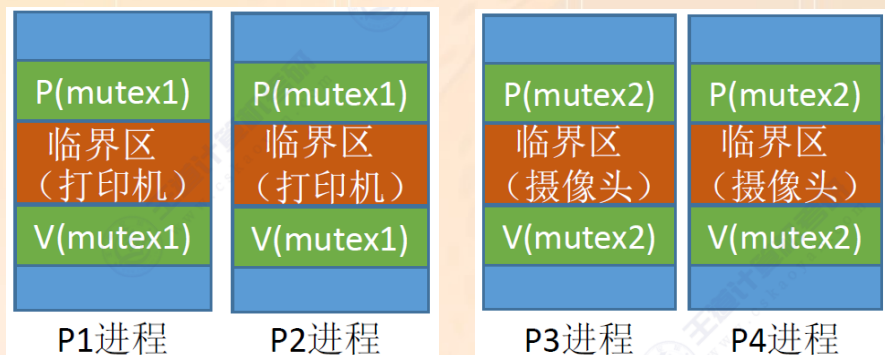 P(mutex1)
临界区
（打印机）
V(mutex1)
P1进程
P(mutex1)
临界区
（打印机）
V(mutex1)
P2进程
P(mutex2)
临界区
（摄像头）
V(mutex2)
P3进程
P(mutex2)
临界区
（摄像头）
V(mutex2)
P4进程